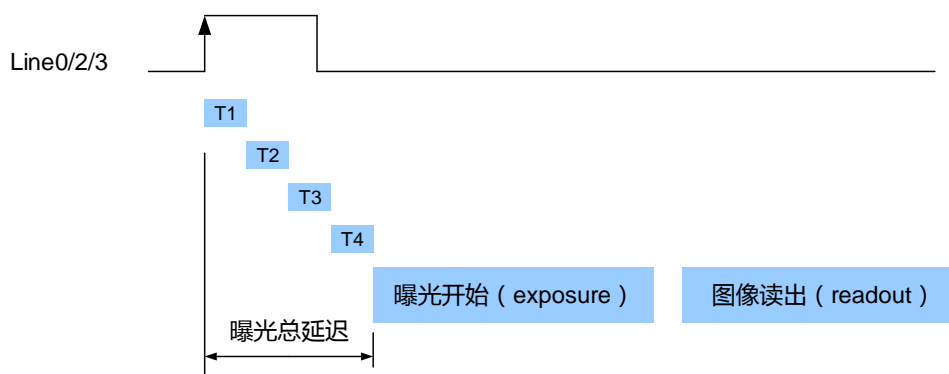 Line0/2/3
T1
T2
T3
T4
曝光开始（exposure）
图像读出（readout）
曝光总延迟